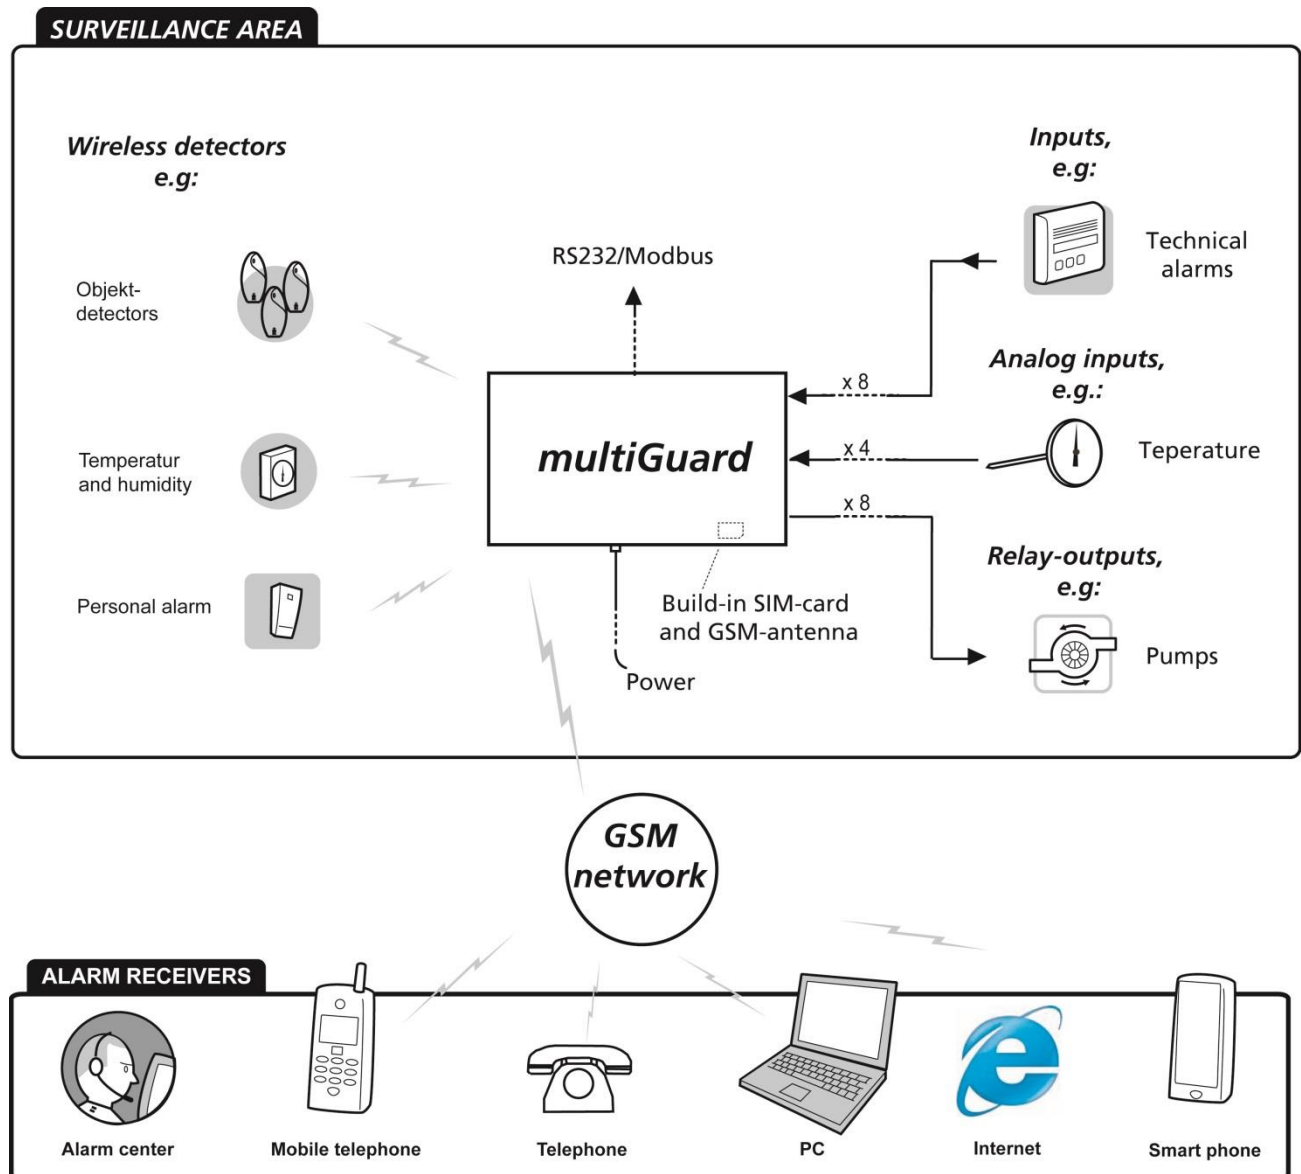 SURVEILLANCE AREA
Wireless detectors
e.g:
Objekt-
detectors
Temperatur
and humidity
Personal alarm
RS232/Modbus
multiGuard
Build-in SIM-card
and GSM-antenna
Power
x 8
x 4
x 8
Inputs,
e.g:
Technical
alarms
Analog inputs,
e.g.:
Teperature
Relay-outputs,
e.g:
Pumps
GSM
network
ALARM RECEIVERS
Alarm center
Mobile telephone
Telephone
PC
Internet
Smart phone